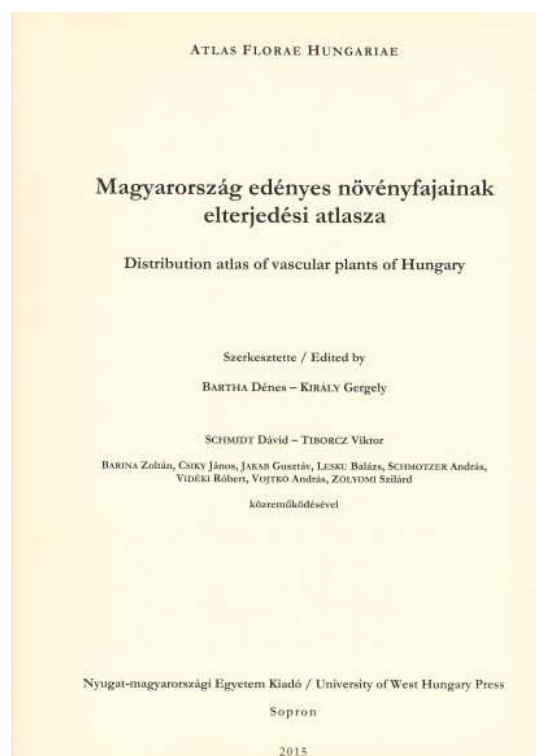 ATLAS FLORAE HUNGARIAE
Magyarország edényes növényfajainak
elterjedési atlasza
Distribution atlas of vascular plants of Hungary
Szerkesztette / Edited by
BARTHA Dénes – KIRÁLY Gergely
SCHMIDT Dávid – TIBORCZ Viktor
BARINA Zoltán, CSIKY János, JAKAB Gusztáv, LESKU Balázs, SCHMOTZER András,
VIDÉKI Róbert, VOJTKÓ András, ZÓLYOMI Szilárd
közreműködésével
Nyugat-magyarországi Egyetem Kiadó / University of West Hungary Press
Sopron
2015